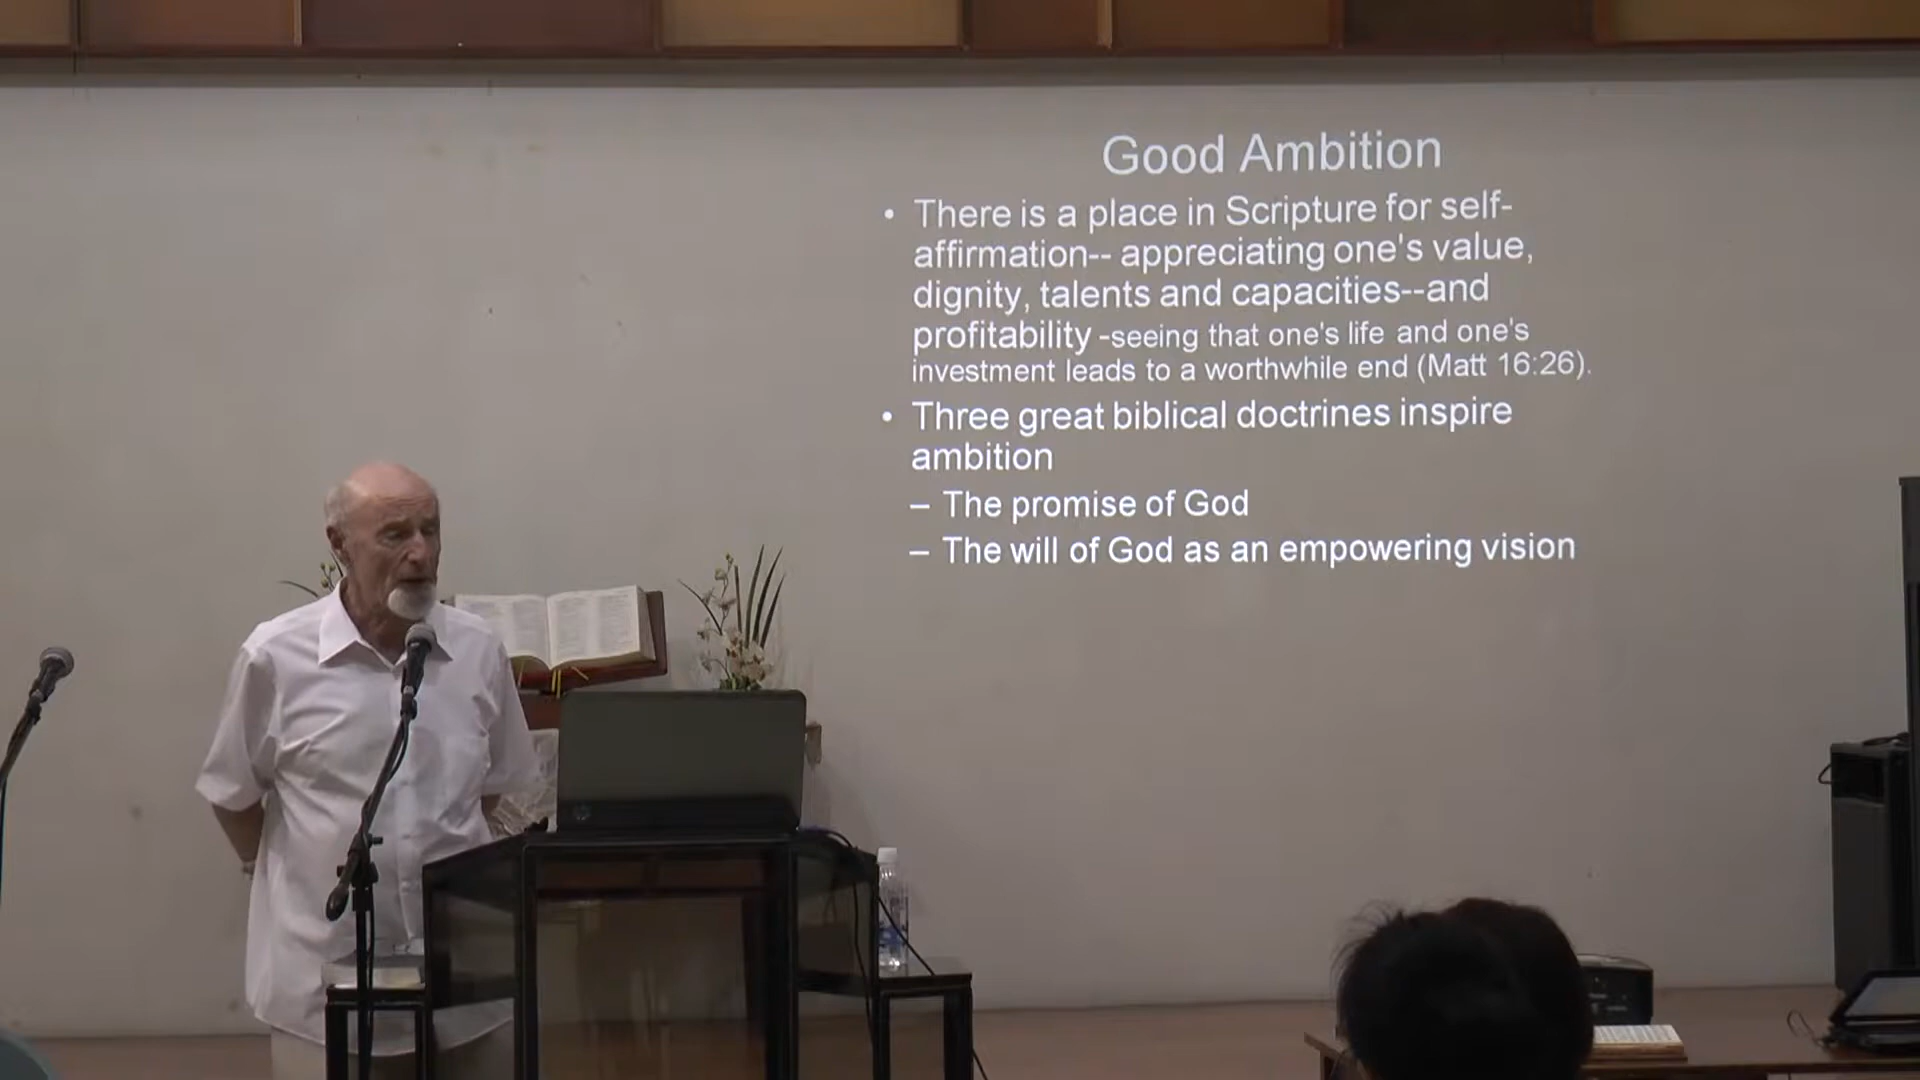 Good Ambition
• There is a place in Scripture for self-
affirmation-- appreciating one's value,
dignity, talents and capacities--and
profitability -seeing that one's life and one's
investment leads to a worthwhile end (Matt 16:26).
• Three great biblical doctrines inspire
ambition
– The promise of God
– The will of God as an empowering vision